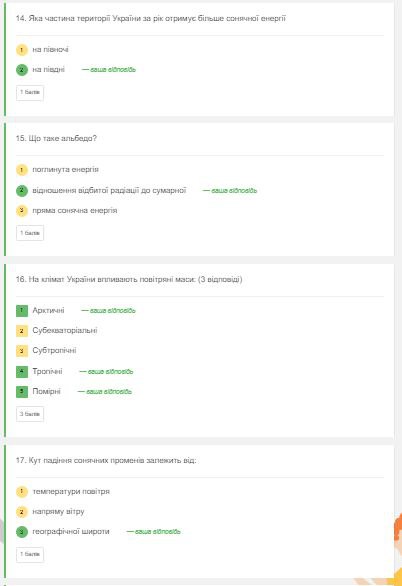 14. Яка частина території України за рік отримує більше сонячної енергії
1 на півночі
2 на півдні — ваша відповідь
1 балів
15. Що таке альбедо?
1 поглинута енергія
2 відношення відбитої радіації до сумарної — ваша відповідь
3 пряма сонячна енергія
1 балів
16. На клімат України впливають повітряні маси: (3 відповіді)
1 Арктичні — ваша відповідь
2 Субекваторіальні
3 Субтропічні
4 Тропічні — ваша відповідь
5 Помірні — ваша відповідь
3 балів
17. Кут падіння сонячних променів залежить від:
1 температури повітря
2 напряму вітру
3 географічної широти — ваша відповідь
1 балів